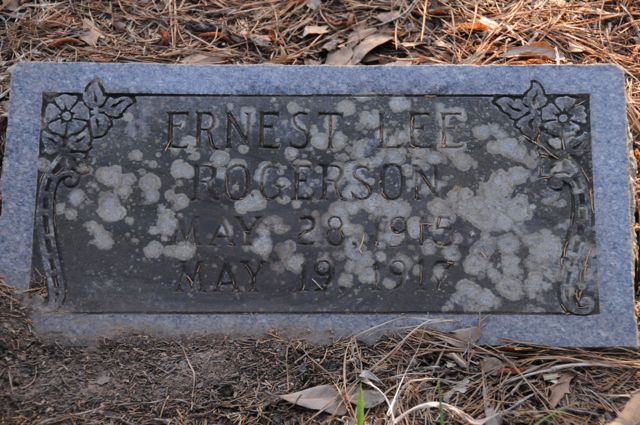 ERNEST LEE
ROGERSON
MAY 28, 1915
MAY 19, 1917